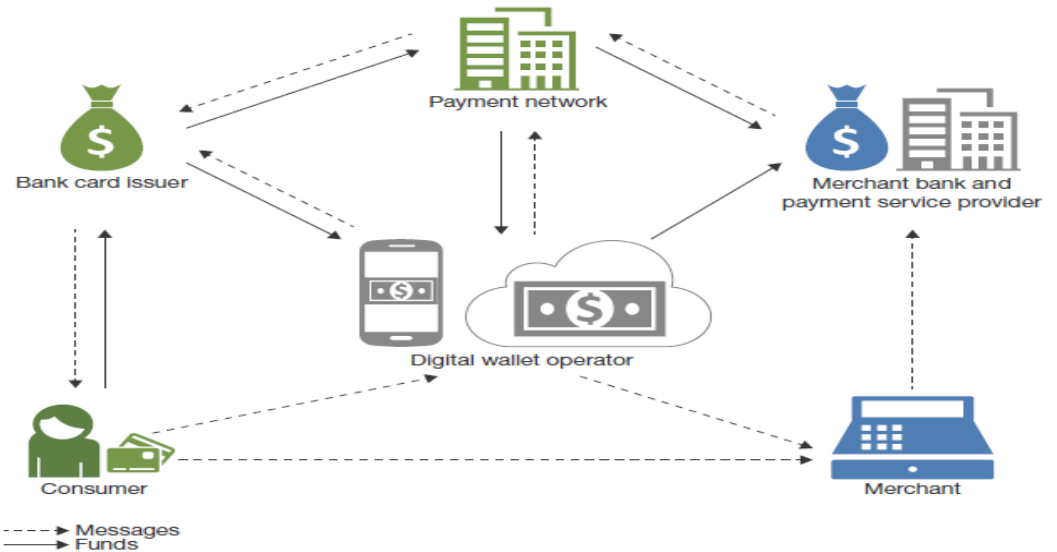 Payment network
$
Bank card issuer
$
Merchant bank and
payment service provider
$
$
Digital wallet operator
Consumer
Merchant
Messages
Funds